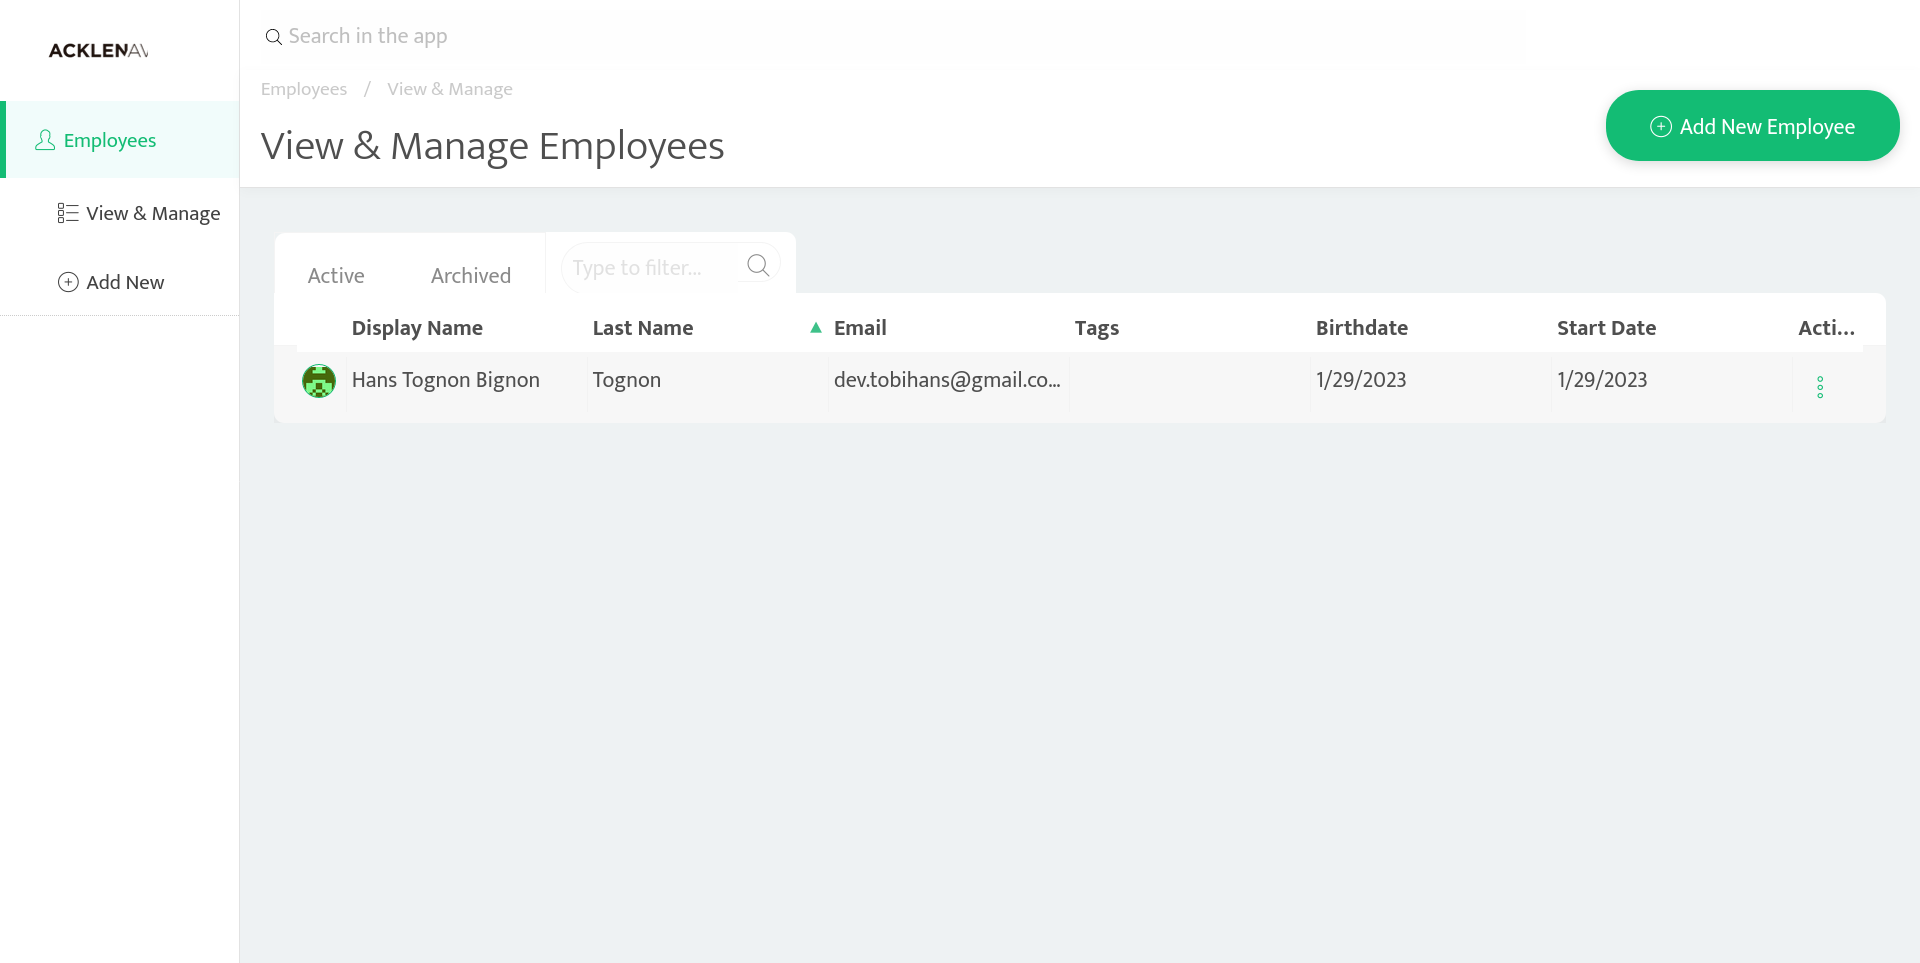 ACKLENAV
Search in the app
Employees / View & Manage
View & Manage Employees
Add New Employee
Employees
View & Manage
Add New
Active
Archived
Type to filter...
Display Name Last Name Email Tags Birthdate Start Date Acti...
Hans Tognon Bignon Tognon dev.tobihans@gmail.co... 1/29/2023 1/29/2023